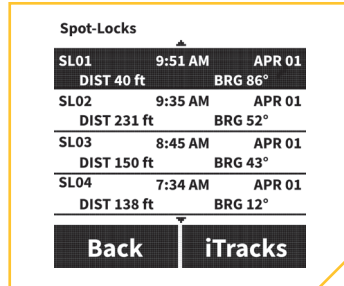 Spot-Locks
SL01 9:51 AM APR 01
DIST 40 ft BRG 86°
SL02 9:35 AM APR 01
DIST 231 ft BRG 52°
SL03 8:45 AM APR 01
DIST 150 ft BRG 43°
SL04 7:34 AM APR 01
DIST 138 ft BRG 12°
Back iTracks